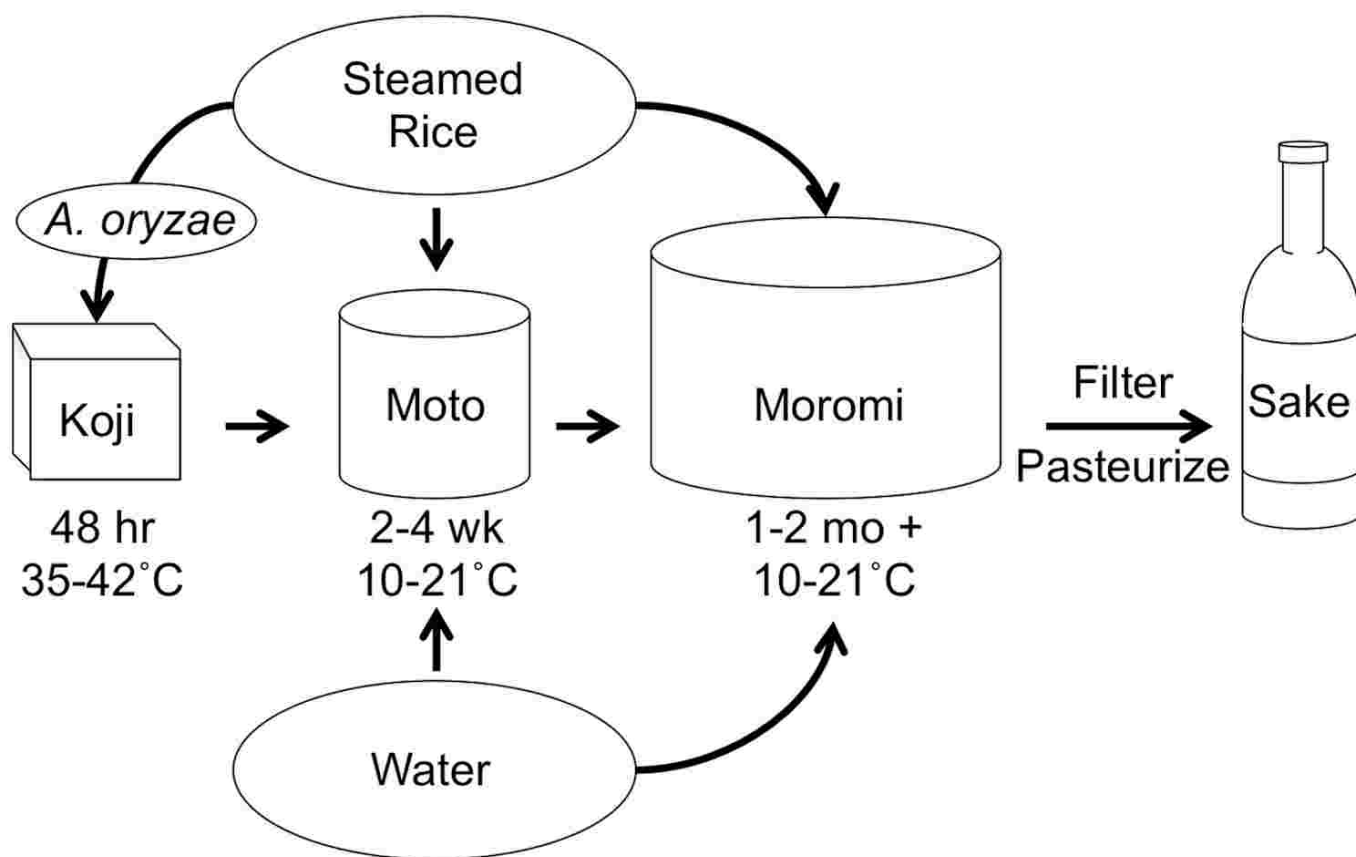 Steamed
Rice
A. oryzae
Koji
48 hr
35-42˚C
Moto
2-4 wk
10-21˚C
Moromi
1-2 mo +
10-21˚C
Filter
Pasteurize
Sake
Water